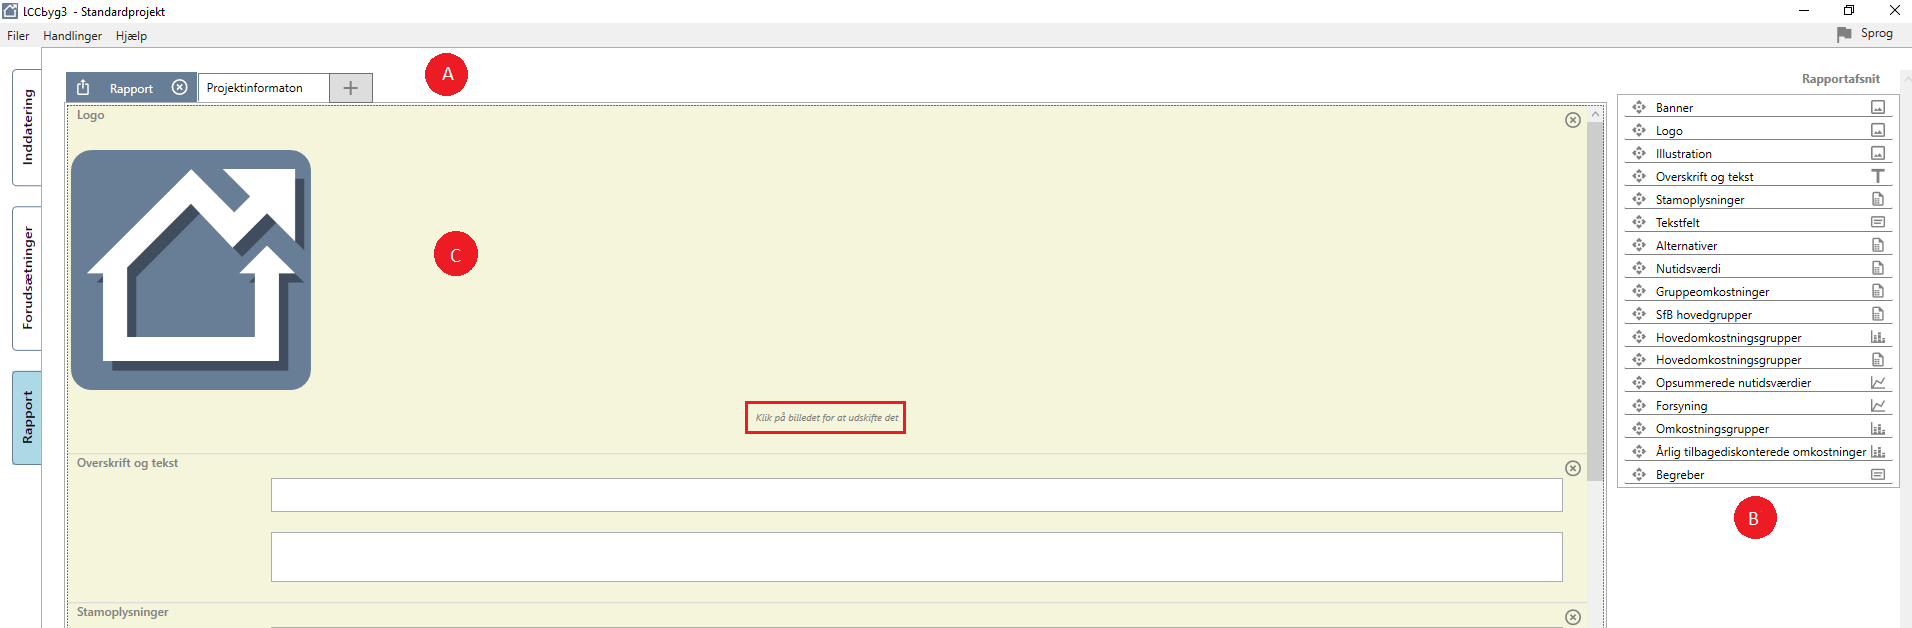 LCCbyg3 - Standardprojekt
Filer Handlinger Hjælp
Sprog
Inddatering
Forudsætninger
Rapport
A
Rapport
Projektinformaton
Logo
C
Klik på billedet for at udskifte det
Overskrift og tekst
Stamoplysninger
Rapportafsnit
Banner
Logo
Illustration
Overskrift og tekst
Stamoplysninger
Tekstfelt
Alternativer
Nutidsværdi
Gruppeomkostninger
SfB hovedgrupper
Hovedomkostningsgrupper
Hovedomkostningsgrupper
Opsummerede nutidsværdier
Forsyning
Omkostningsgrupper
Årlig tilbagediskonterede omkostninger
Begreber
B